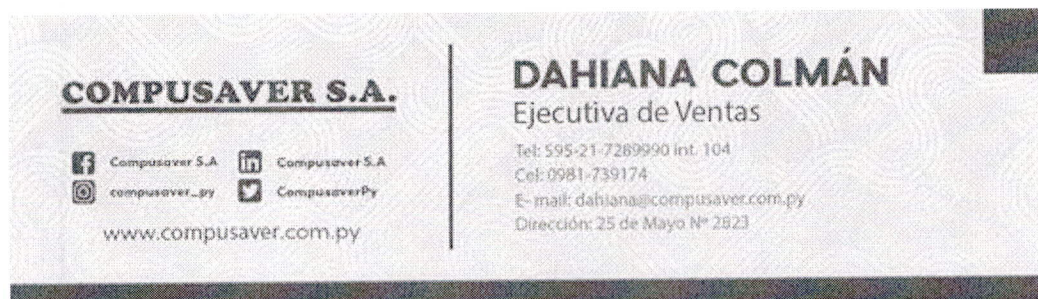 COMPUSAVER S.A.
Compusaver S.A
Compusaver S.A
compusaver_py
CompusaverPy
www.compusaver.com.py
DAHIANA COLMÁN
Ejecutiva de Ventas
Tel: 595-21-7289990 int. 104
Cel: 0981-739174
E- mail: dahiana@compusaver.com.py
Dirección: 25 de Mayo Nº 2823